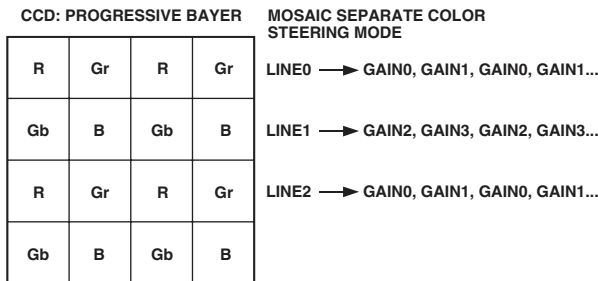 CCD: PROGRESSIVE BAYER
MOSAIC SEPARATE COLOR
STEERING MODE
R Gr R Gr
LINE0 GAIN0, GAIN1, GAIN0, GAIN1...
Gb B Gb B
LINE1 GAIN2, GAIN3, GAIN2, GAIN3...
R Gr R Gr
LINE2 GAIN0, GAIN1, GAIN0, GAIN1...
Gb B Gb B